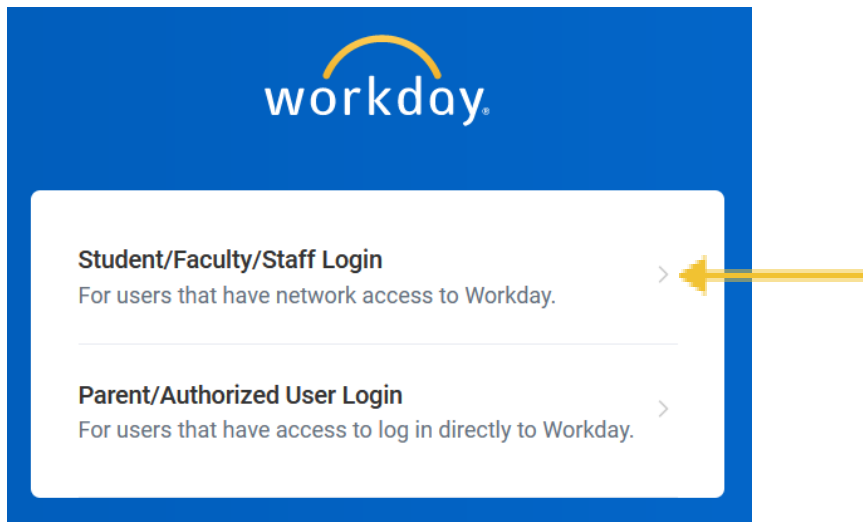 workday.
Student/Faculty/Staff Login
For users that have network access to Workday.
Parent/Authorized User Login
For users that have access to log in directly to Workday.